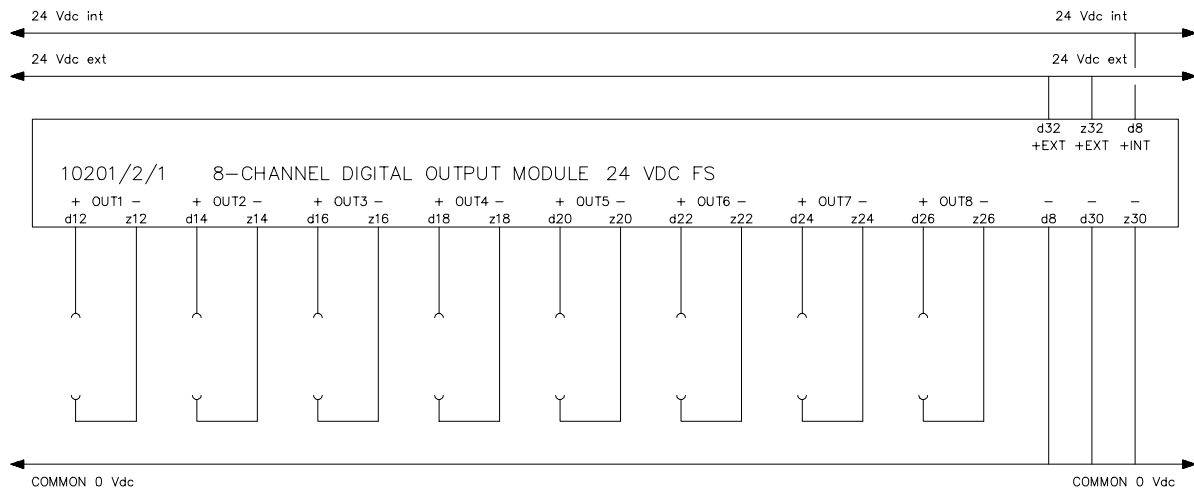 24 Vdc int 24 Vdc int
24 Vdc ext 24 Vdc ext
d32 z32 d8
+EXT +EXT +INT
10201/2/1 8-CHANNEL DIGITAL OUTPUT MODULE 24 VDC FS
+ OUT1 - + OUT2 - + OUT3 - + OUT4 - + OUT5 - + OUT6 - + OUT7 - + OUT8 - - - -
d12 z12 d14 z14 d16 z16 d18 z18 d20 z20 d22 z22 d24 z24 d26 z26 d8 d30 z30
COMMON 0 Vdc COMMON 0 Vdc